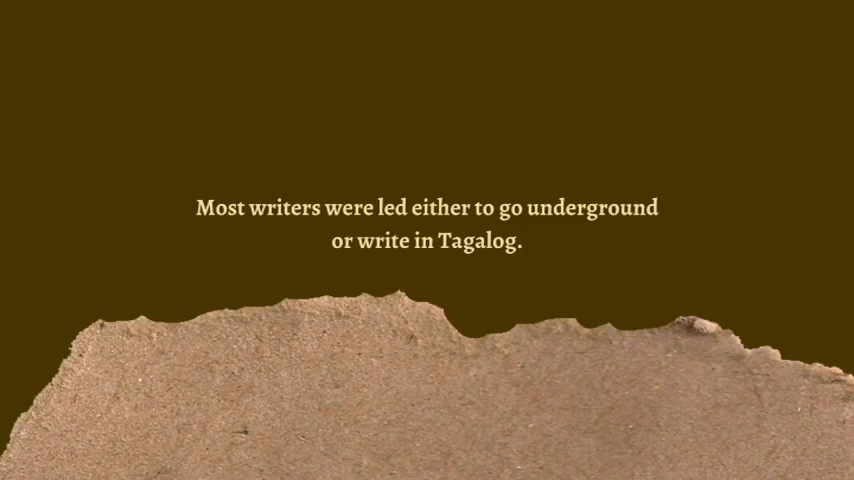 Most writers were led either to go underground
or write in Tagalog.